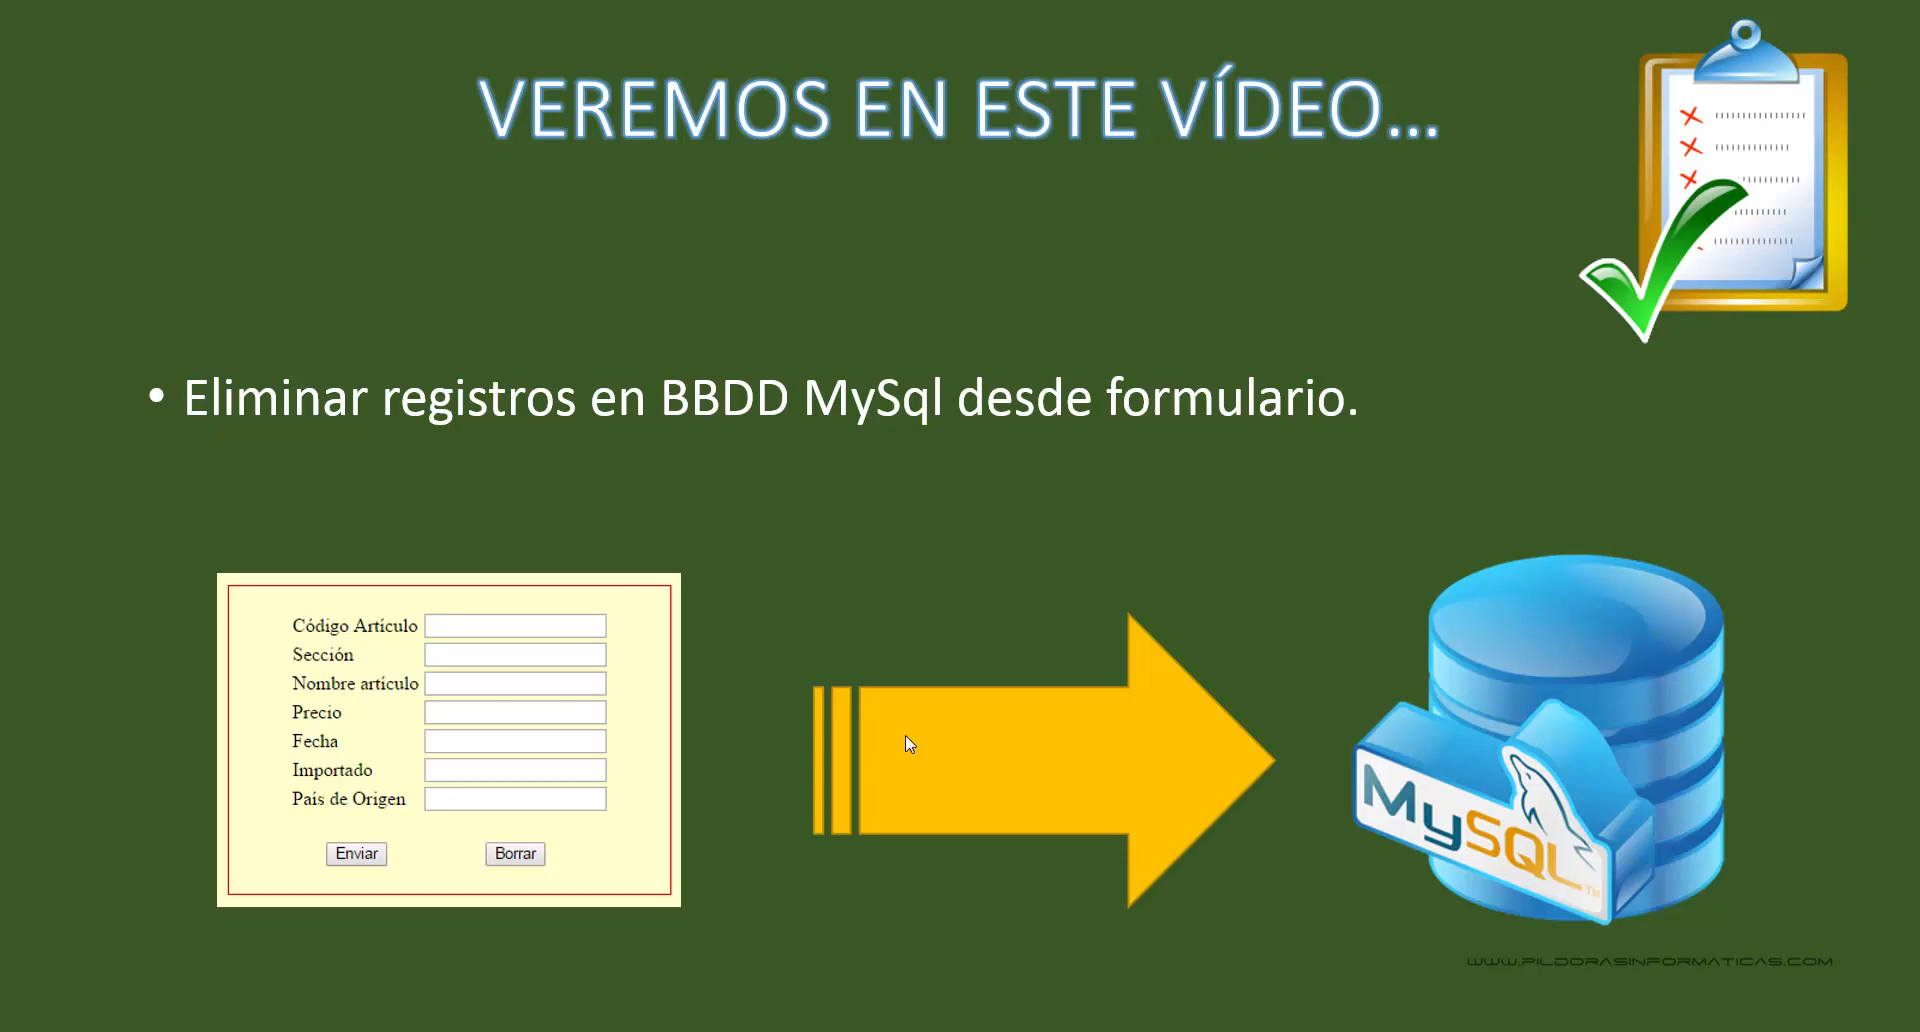 VEREMOS EN ESTE VÍDEO...
• Eliminar registros en BBDD MySql desde formulario.
Código Artículo
Sección
Nombre artículo
Precio
Fecha
Importado
País de Origen
Enviar Borrar
MySQL™
WWW.PILDORASINFORMATICAS.COM